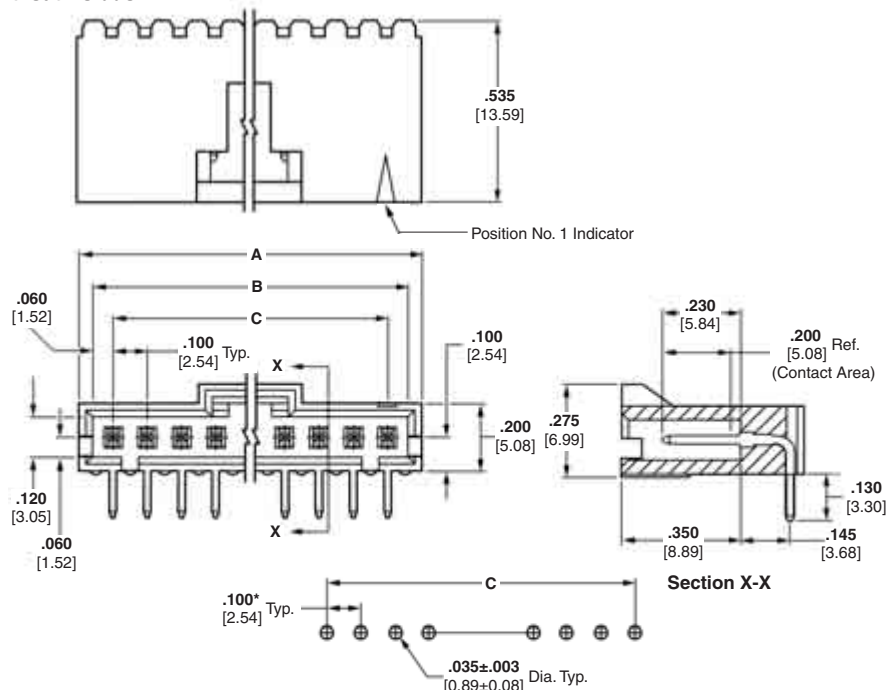 .535
[13.59]
Position No. 1 Indicator
A
B
C
.060
[1.52]
.100
[2.54] Typ.
X
.100
[2.54]
.200
[5.08]
.120
[3.05]
.060
[1.52]
X
.230
[5.84]
.200
[5.08] Ref.
(Contact Area)
.275
[6.99]
.130
[3.30]
.350
[8.89]
.145
[3.68]
Section X-X
C
.100*
[2.54] Typ.
.035±.003
[0.89±0.08] Dia. Typ.